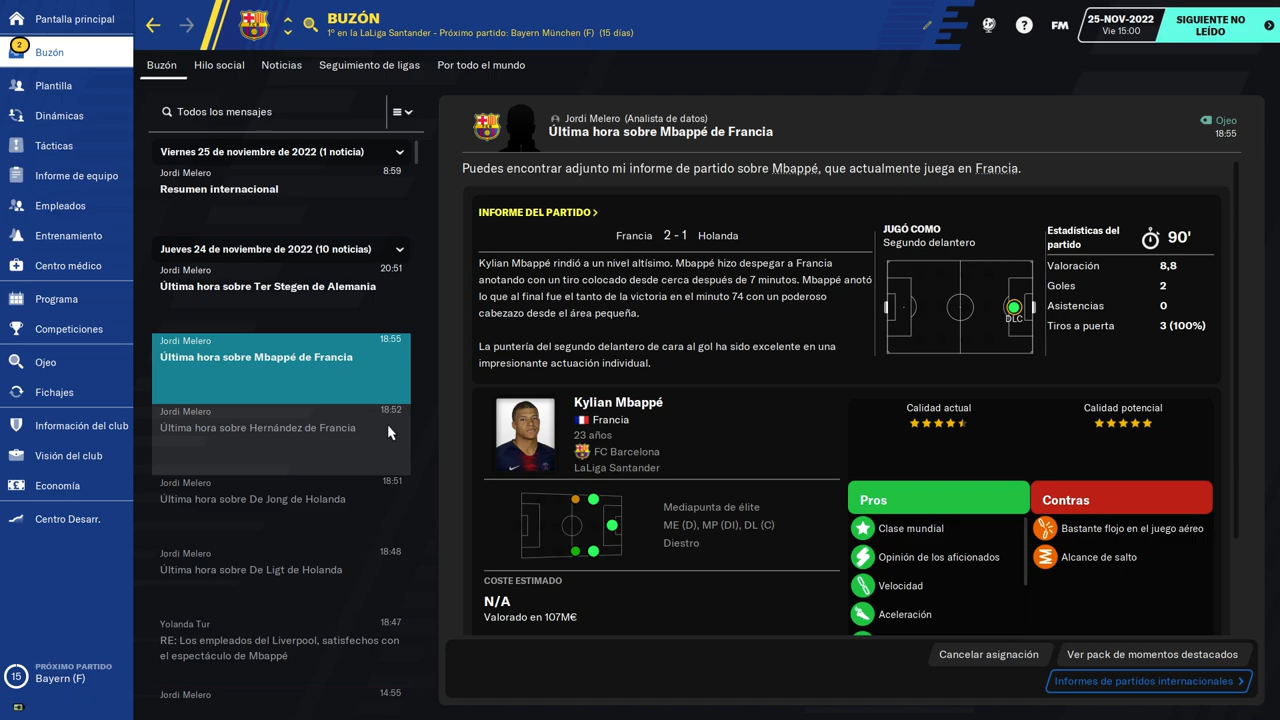 Pantalla principal
2
Buzón
Plantilla
Dinámicas
Tácticas
Informe de equipo
Empleados
Entrenamiento
Centro médico
Programa
Competiciones
Ojeo
Fichajes
Información del club
Visión del club
Economía
Centro Desarr.
15
PRÓXIMO PARTIDO
Bayern (F)
BUZÓN
1º en la LaLiga Santander - Próximo partido: Bayern München (F) (15 días)
FM
25-NOV-2022
Vie 15:00
SIGUIENTE NO
LEÍDO
Buzón
Hilo social
Noticias
Seguimiento de ligas
Por todo el mundo
Todos los mensajes
Viernes 25 de noviembre de 2022 (1 noticia)
Jordi Melero 8:59
Resumen internacional
Jueves 24 de noviembre de 2022 (10 noticias)
Jordi Melero 20:51
Última hora sobre Ter Stegen de Alemania
Jordi Melero 18:55
Última hora sobre Mbappé de Francia
Jordi Melero 18:52
Última hora sobre Hernández de Francia
Jordi Melero 18:51
Última hora sobre De Jong de Holanda
Jordi Melero 18:48
Última hora sobre De Ligt de Holanda
Yolanda Tur 18:47
RE: Los empleados del Liverpool, satisfechos con
el espectáculo de Mbappé
Jordi Melero 14:55
Jordi Melero (Analista de datos)
Última hora sobre Mbappé de Francia
Ojeo
18:55
Puedes encontrar adjunto mi informe de partido sobre Mbappé, que actualmente juega en Francia.
INFORME DEL PARTIDO
Francia 2 - 1 Holanda
Kylian Mbappé rindió a un nivel altísimo. Mbappé hizo despegar a Francia
anotando con un tiro colocado desde cerca después de 7 minutos. Mbappé anotó
lo que al final fue el tanto de la victoria en el minuto 74 con un poderoso
cabezazo desde el área pequeña.
La puntería del segundo delantero de cara al gol ha sido excelente en una
impresionante actuación individual.
JUGÓ COMO
Segundo delantero
DLC
Estadísticas del
partido
90'
Valoración 8,8
Goles 2
Asistencias 0
Tiros a puerta 3 (100%)
Kylian Mbappé
Francia
23 años
FC Barcelona
LaLiga Santander
Mediapunta de élite
ME (D), MP (DI), DL (C)
Diestro
COSTE ESTIMADO
N/A
Valorado en 107M€
Calidad actual
Calidad potencial
Pros
Clase mundial
Opinión de los aficionados
Velocidad
Aceleración
Contras
Bastante flojo en el juego aéreo
Alcance de salto
Cancelar asignación
Ver pack de momentos destacados
Informes de partidos internacionales